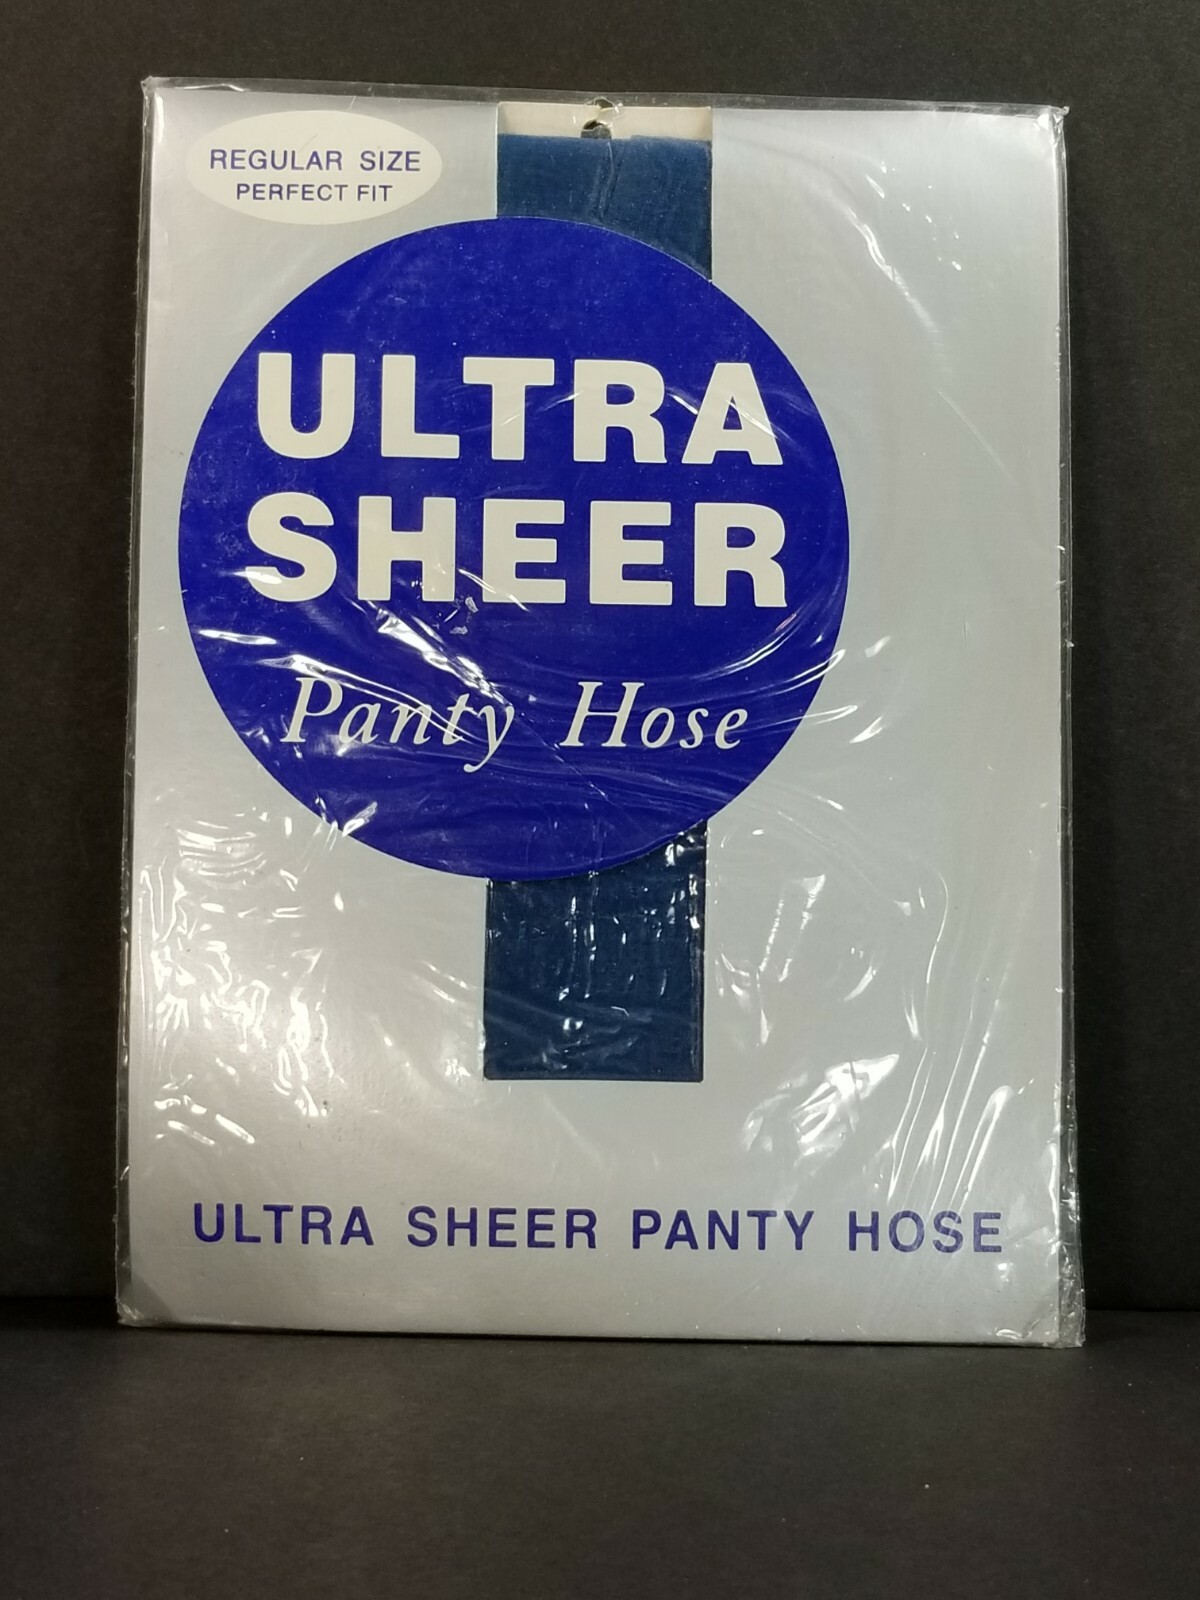 REGULAR SIZE
PERFECT FIT
ULTRA
SHEER
Panty Hose
ULTRA SHEER PANTY HOSE